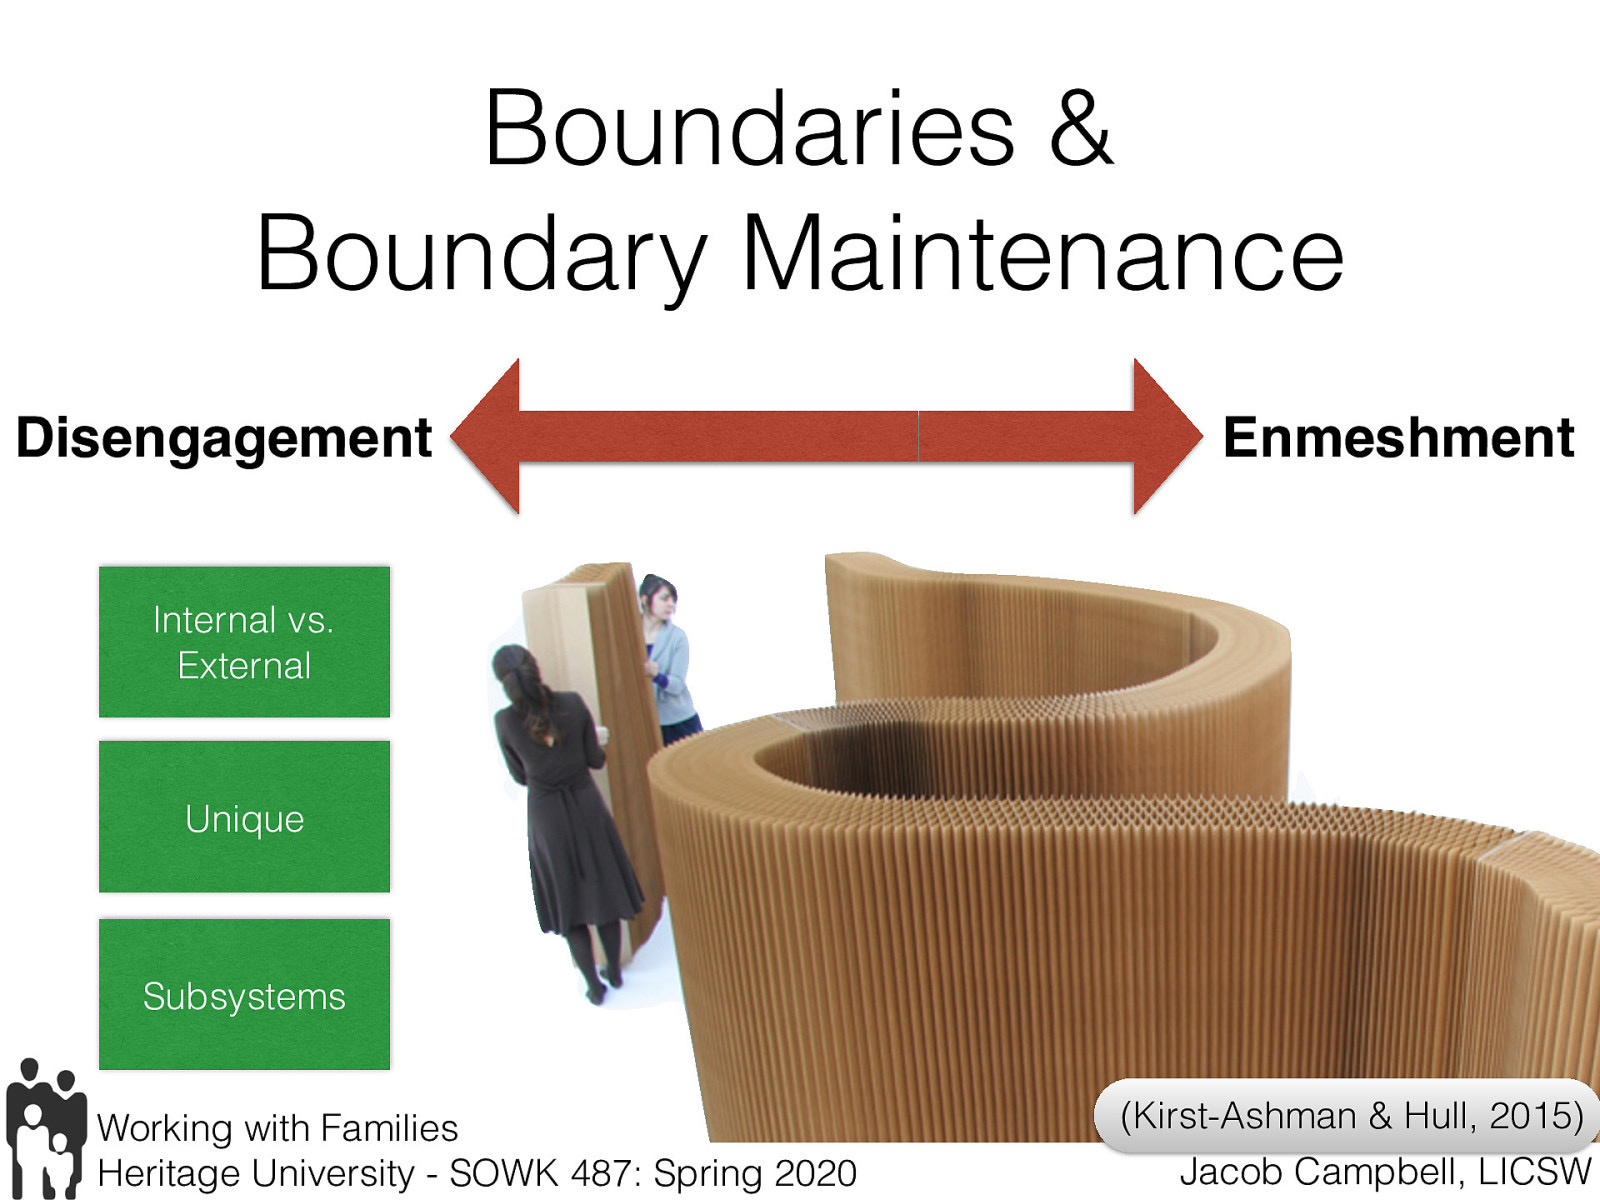 Boundaries &
Boundary Maintenance
Disengagement
Enmeshment
Internal vs.
External
Unique
Subsystems
(Kirst-Ashman & Hull, 2015)
Working with Families
Heritage University - SOWK 487: Spring 2020
Jacob Campbell, LICSW